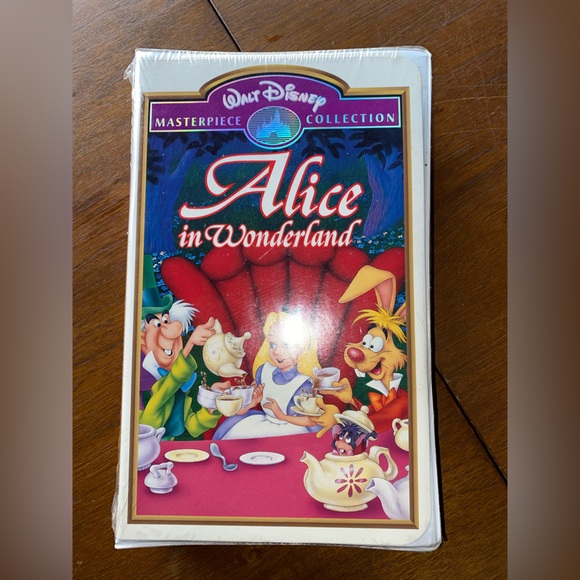 Walt Disney
MASTERPIECE COLLECTION
Alice
in Wonderland